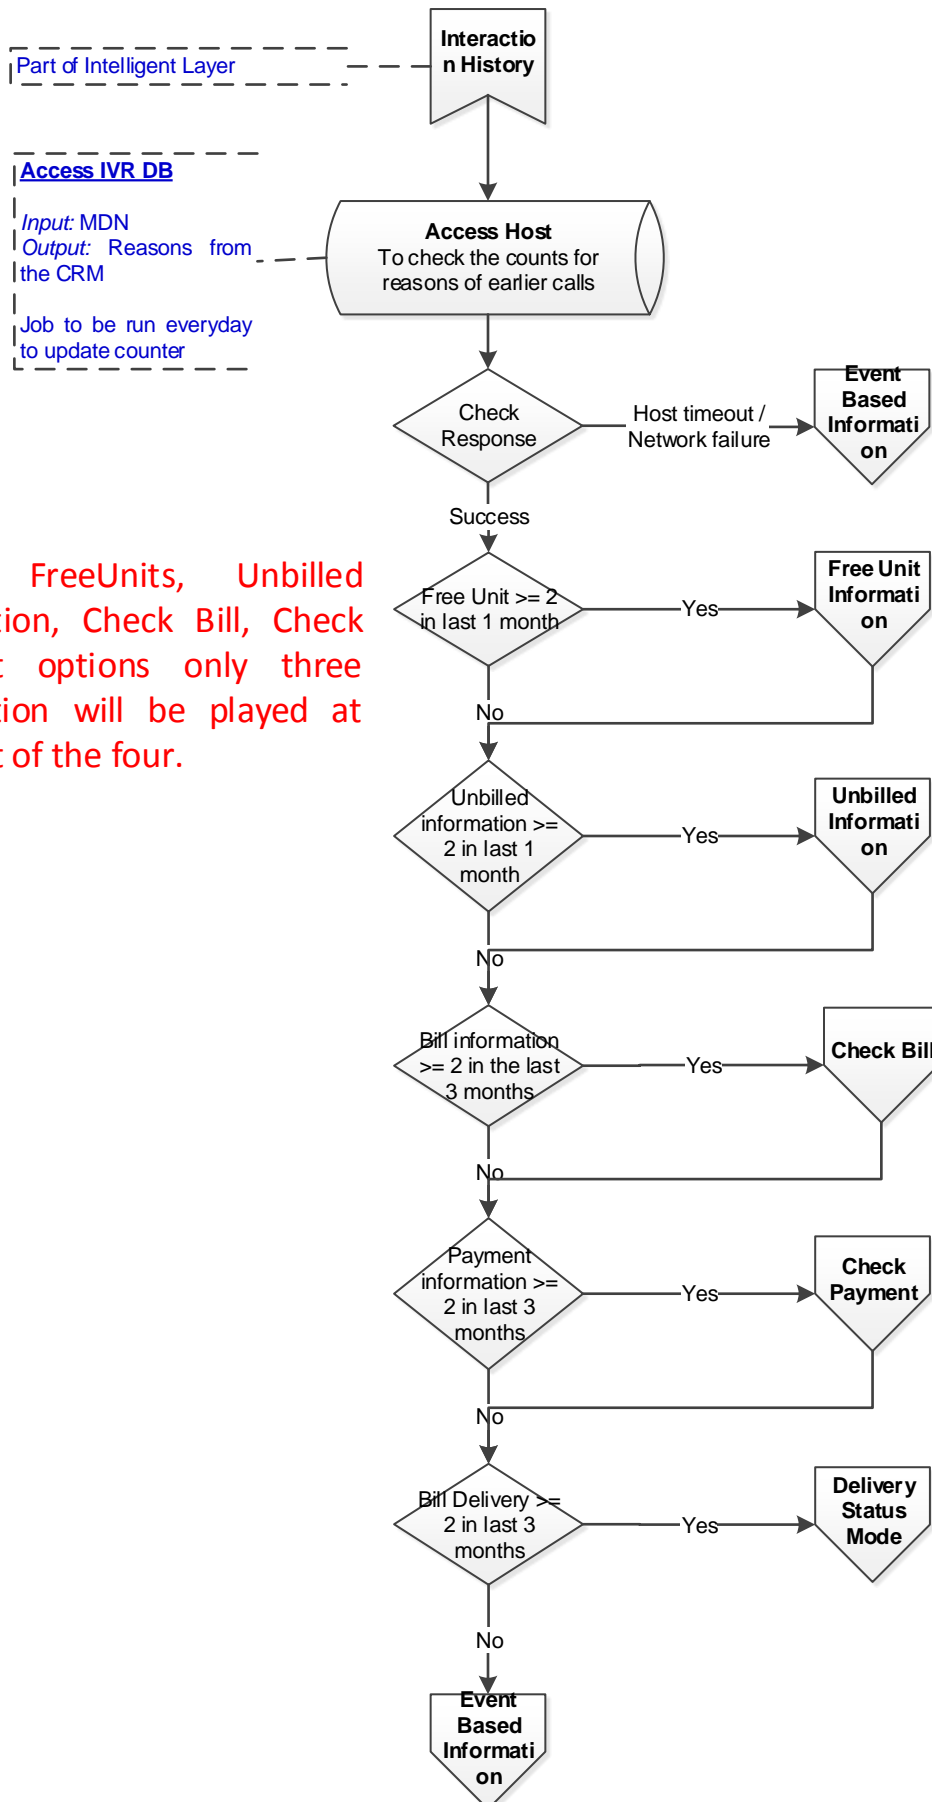 Interactio
n History
Part of Intelligent Layer
Access IVR DB
Input: MDN
Output: Reasons from
the CRM
Job to be run everyday
to update counter
Access Host
To check the counts for
reasons of earlier calls
Check
Response
Host timeout /
Network failure
Event
Based
Informati
on
Success
FreeUnits, Unbilled
tion, Check Bill, Check
t options only three
tion will be played at
t of the four.
Free Unit >= 2
in last 1 month
Yes
Free Unit
Informati
on
No
Unbilled
information >=
2 in last 1
month
Yes
Unbilled
Informati
on
No
Bill information
>= 2 in the last
3 months
Yes
Check Bill
No
Payment
information >=
2 in last 3
months
Yes
Check
Payment
No
Bill Delivery >=
2 in last 3
months
Yes
Delivery
Status
Mode
No
Event
Based
Informati
on